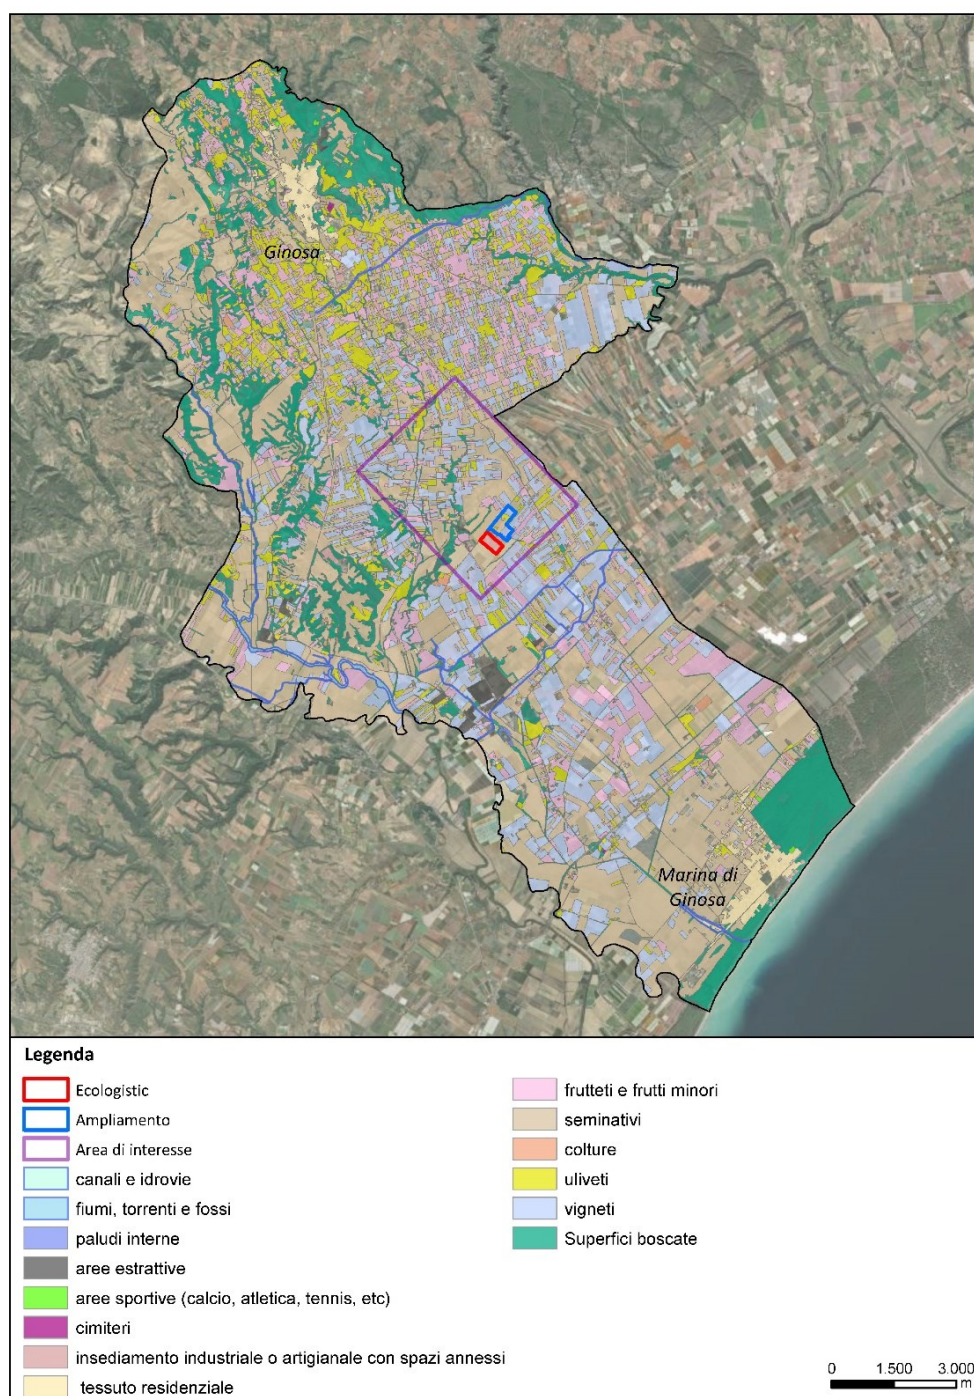 Ginosa
Marina di
Ginosa
Legenda
Ecologistic
Ampliamento
Area di interesse
canali e idrovie
fiumi, torrenti e fossi
paludi interne
aree estrattive
aree sportive (calcio, atletica, tennis, etc)
cimiteri
insediamento industriale o artigianale con spazi annessi
tessuto residenziale
frutteti e frutti minori
seminativi
colture
uliveti
vigneti
Superfici boscate
0 1.500 3.000
m